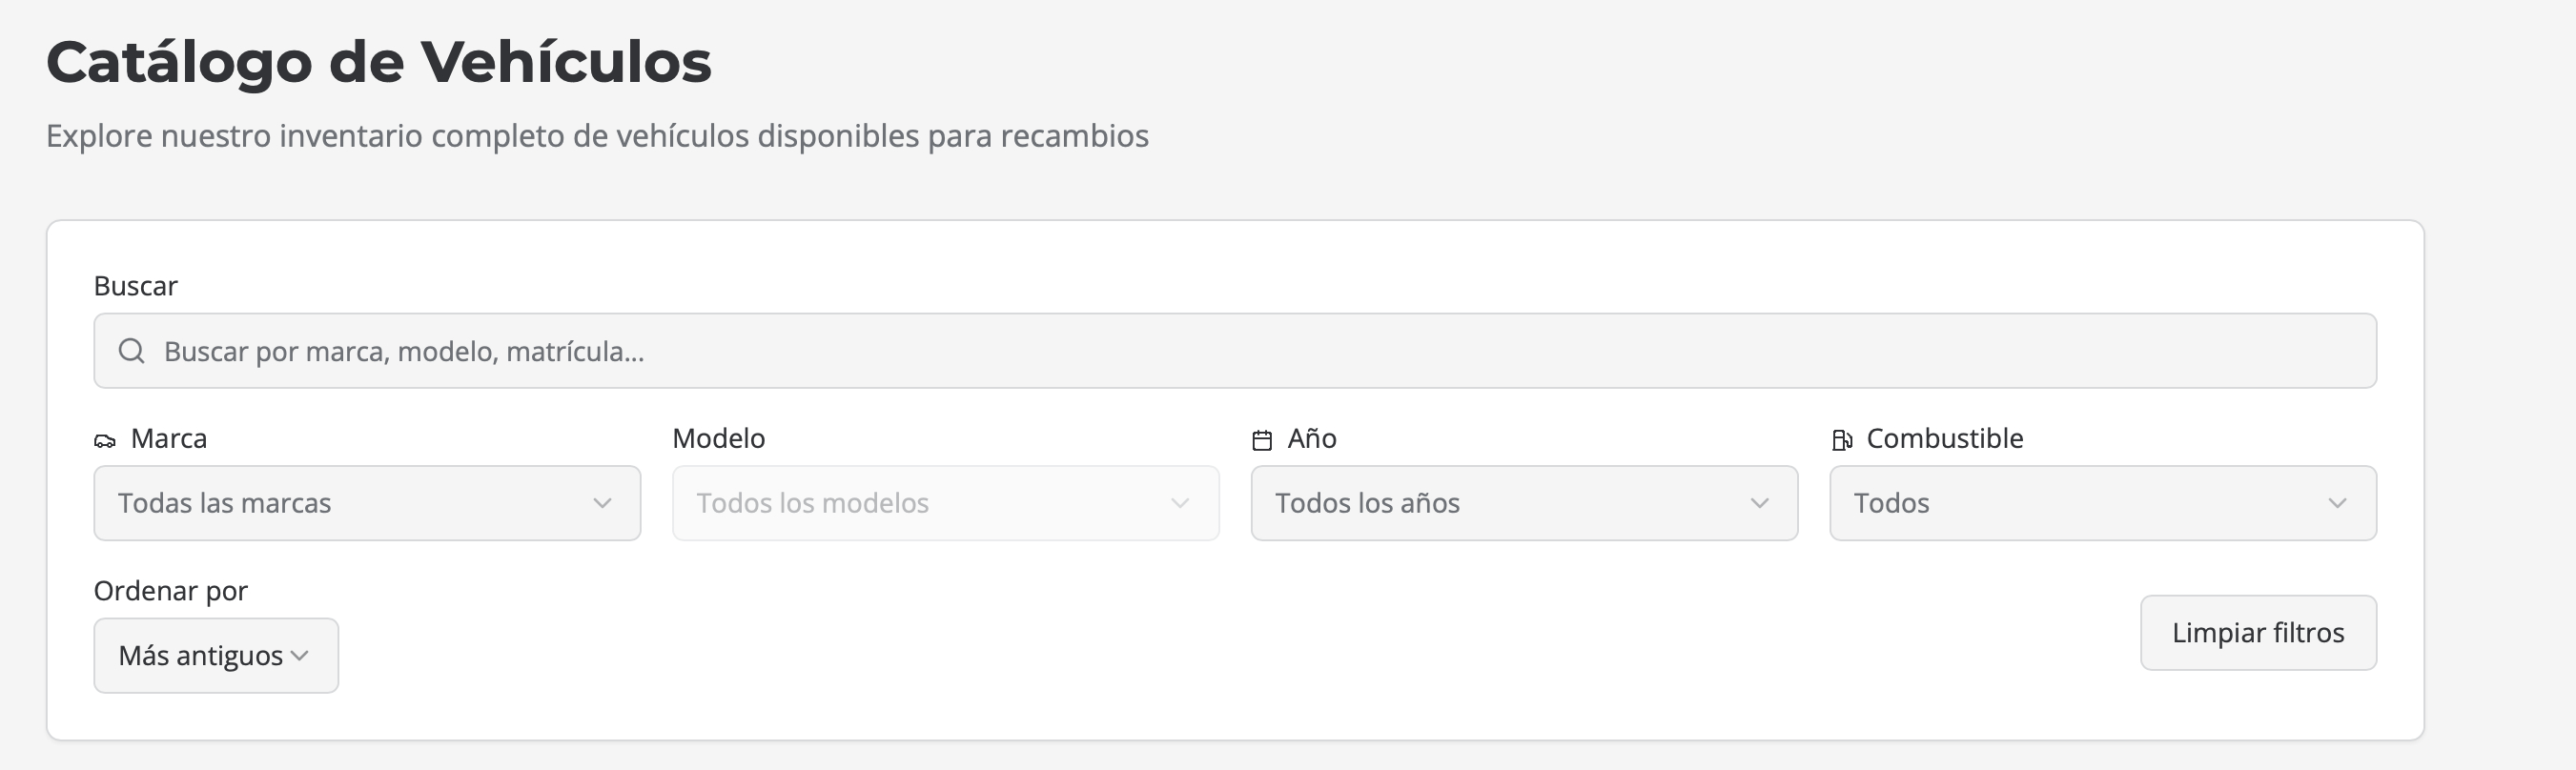 Catálogo de Vehículos
Explore nuestro inventario completo de vehículos disponibles para recambios
Buscar
Buscar por marca, modelo, matrícula...
Marca
Modelo
Año
Combustible
Todas las marcas
Todos los modelos
Todos los años
Todos
Ordenar por
Más antiguos
Limpiar filtros